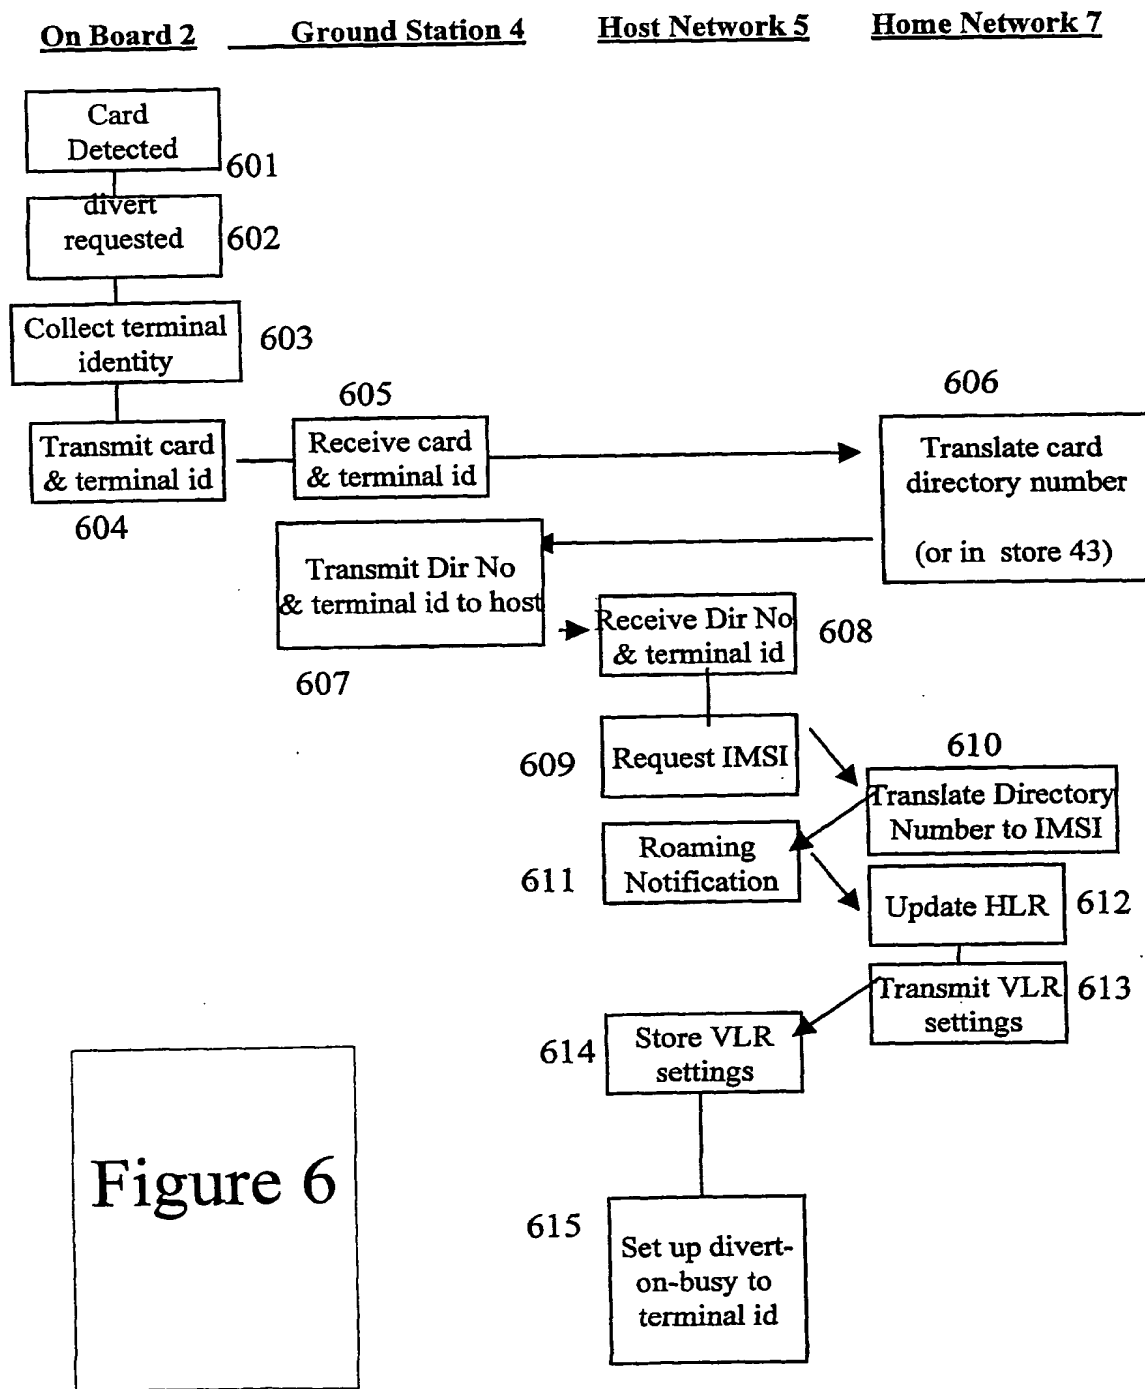 On Board 2 Ground Station 4 Host Network 5 Home Network 7
Card
Detected
601
divert
requested
602
Collect terminal
identity
603
Transmit card
& terminal id
604
605
Receive card
& terminal id
606
Translate card
directory number
(or in store 43)
Transmit Dir No
& terminal id to host
607
Receive Dir No
& terminal id
608
609
Request IMSI
610
Translate Directory
Number to IMSI
611
Roaming
Notification
Update HLR
612
Transmit VLR
settings
613
614
Store VLR
settings
615
Set up divert-
on-busy to
terminal id
Figure 6